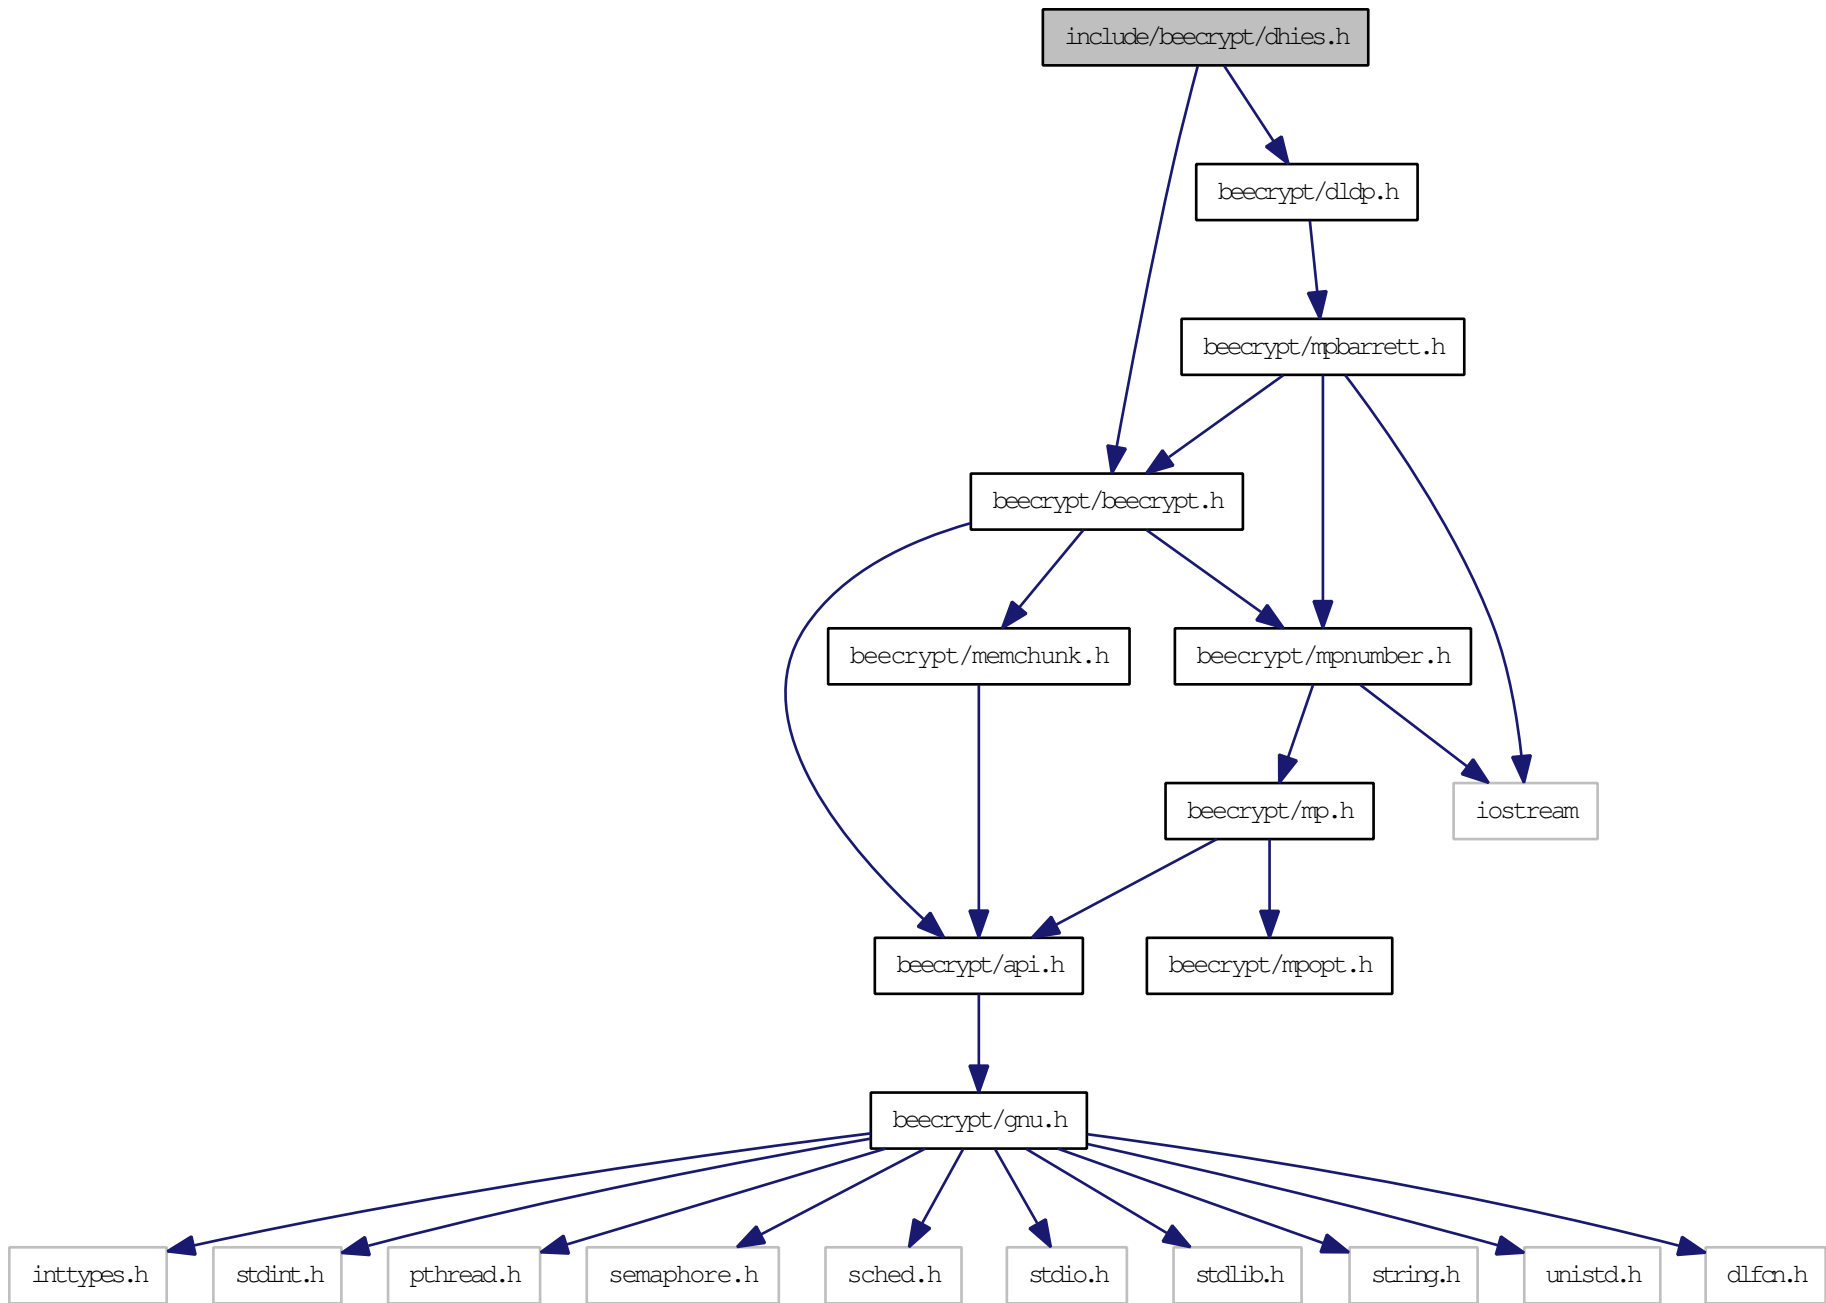 include/beecrypt/dhies.h
beecrypt/dldp.h
beecrypt/mpbarrett.h
beecrypt/beecrypt.h
beecrypt/memchunk.h
beecrypt/mpnumber.h
beecrypt/mp.h
iostream
beecrypt/api.h
beecrypt/mpopt.h
beecrypt/gnu.h
inttypes.h
stdint.h
pthread.h
semaphore.h
sched.h
stdio.h
stdlib.h
string.h
unistd.h
dlfcn.h